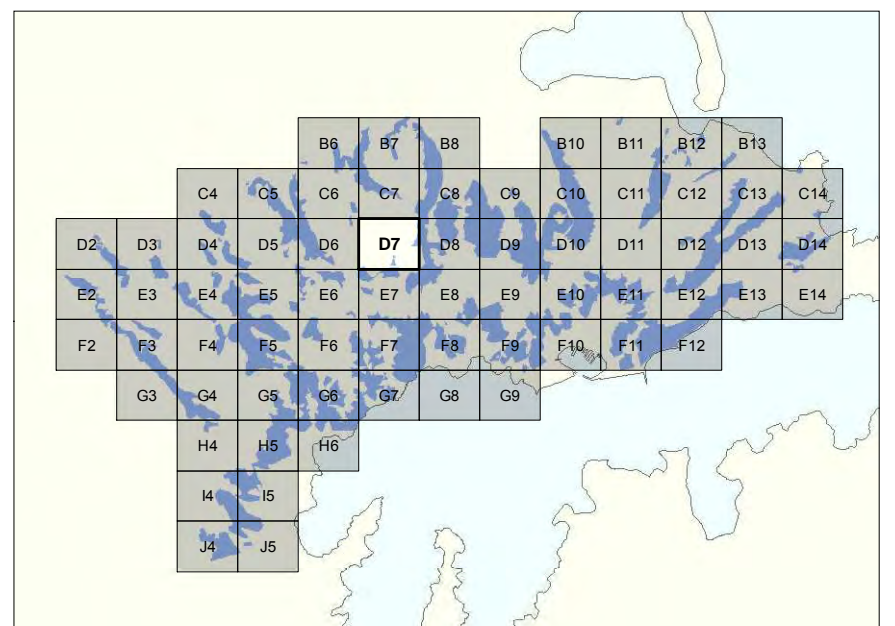 B6 B7 B8 B10 B11 B12 B13
C4 C5 C6 C7 C8 C9 C10 C11 C12 C13 C14
D2 D3 D4 D5 D6 D7 D8 D9 D10 D11 D12 D13 D14
E2 E3 E4 E5 E6 E7 E8 E9 E10 E11 E12 E13 E14
F2 F3 F4 F5 F6 F7 F8 F9 F10 F11 F12
G3 G4 G5 G6 G7 G8 G9
H4 H5 H6
I4 I5
J4 J5